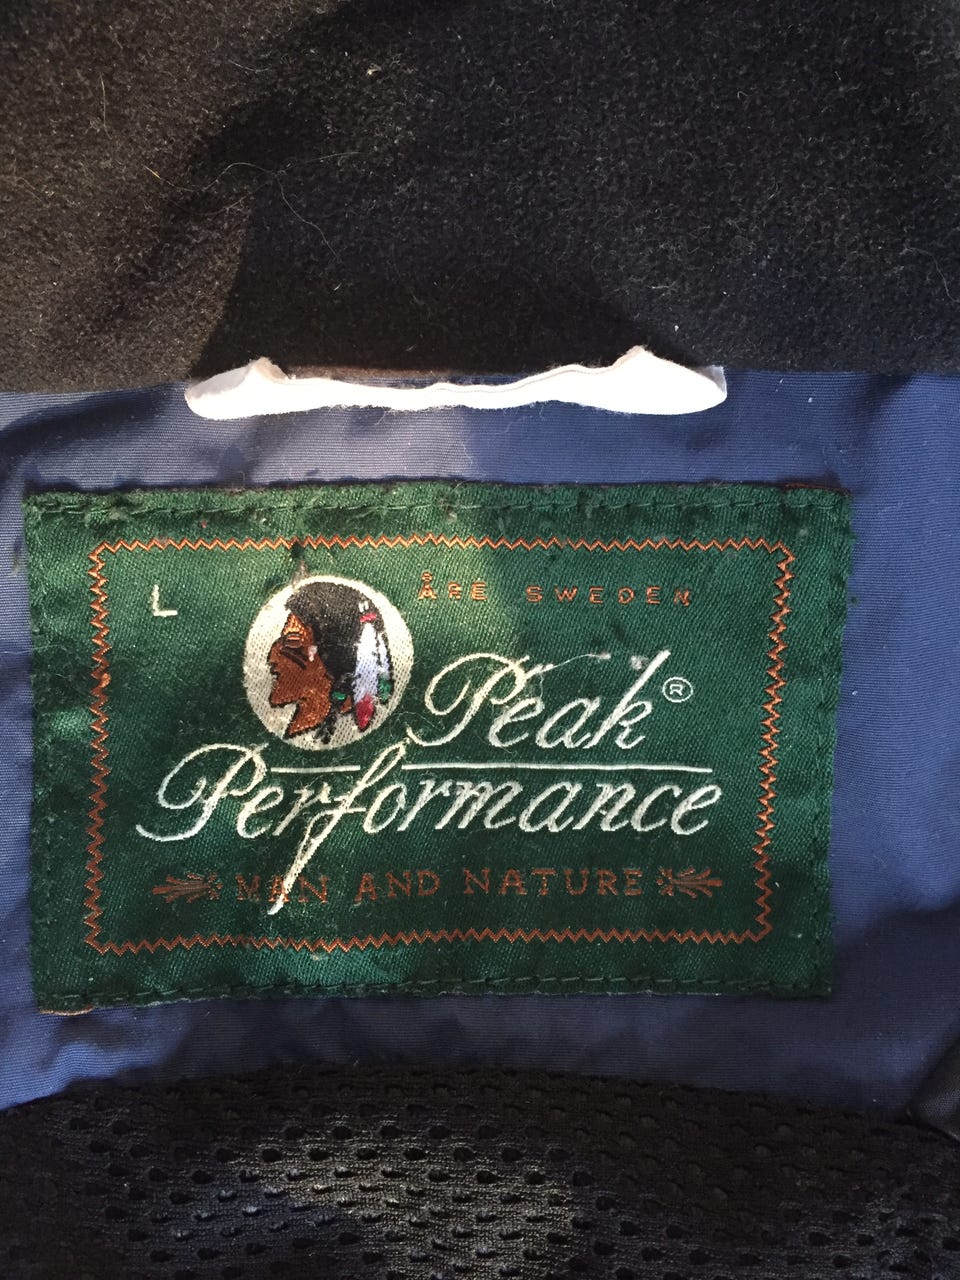 L
ÅRE SWEDEN
Peak®
Performance
MAN AND NATURE